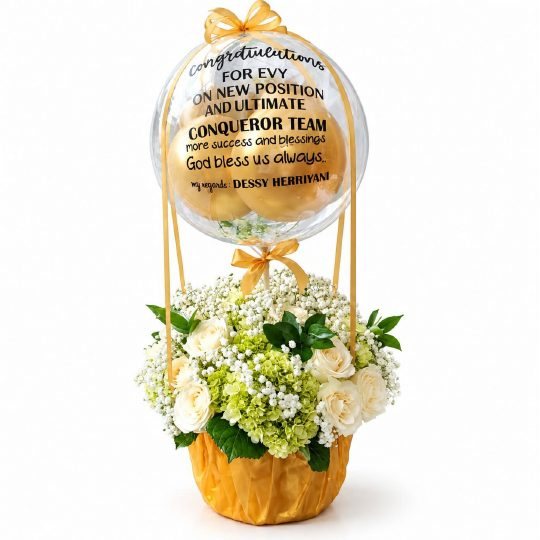 congratulutions
FOR EVY
ON NEW POSITION
AND ULTIMATE
CONQUEROR TEAM
more success and blessings
God bless us always..
my regards: DESSY HERRIYANI